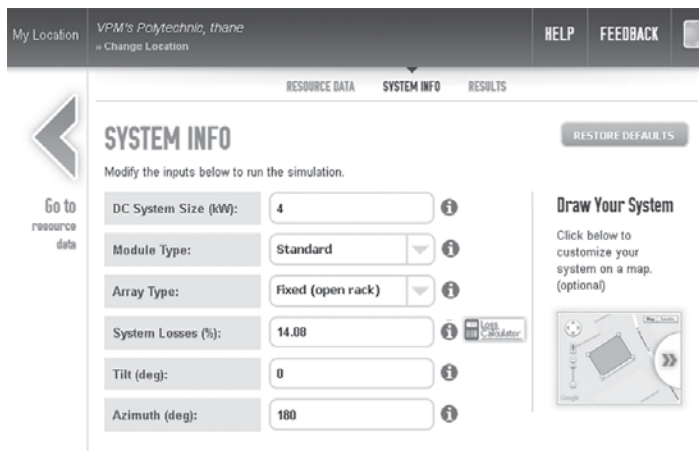 My Location
VPM's Polytechnic, thane
» Change Location
HELP
FEEDBACK
RESOURCE DATA
SYSTEM INFO
RESULTS
SYSTEM INFO
RESTORE DEFAULTS
Modify the inputs below to run the simulation.
Go to
resource
data
DC System Size (kW):
4
Module Type:
Standard
Array Type:
Fixed (open rack)
System Losses (%):
14.08
Loss
Calculator
Tilt (deg):
0
Azimuth (deg):
180
Draw Your System
Click below to
customize your
system on a map.
(optional)
Google